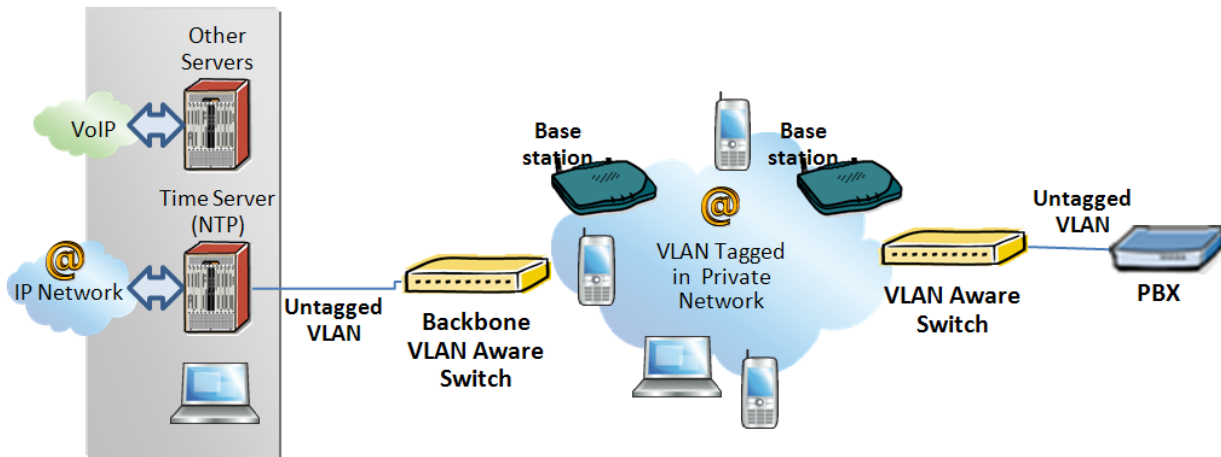 Other
Servers
VoIP
Time Server
(NTP)
@
IP Network
Untagged
VLAN
Backbone
VLAN Aware
Switch
Base
station
Base
station
@
VLAN Tagged
in Private
Network
VLAN Aware
Switch
Untagged
VLAN
PBX